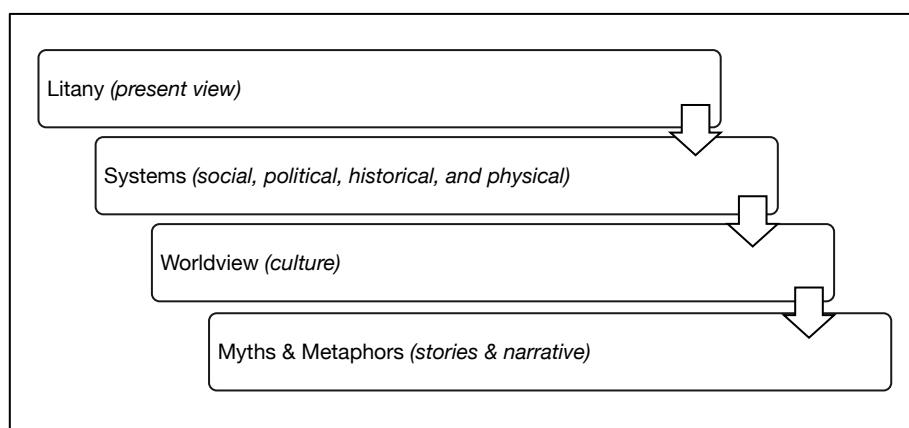 Litany (present view)
Systems (social, political, historical, and physical)
Worldview (culture)
Myths & Metaphors (stories & narrative)